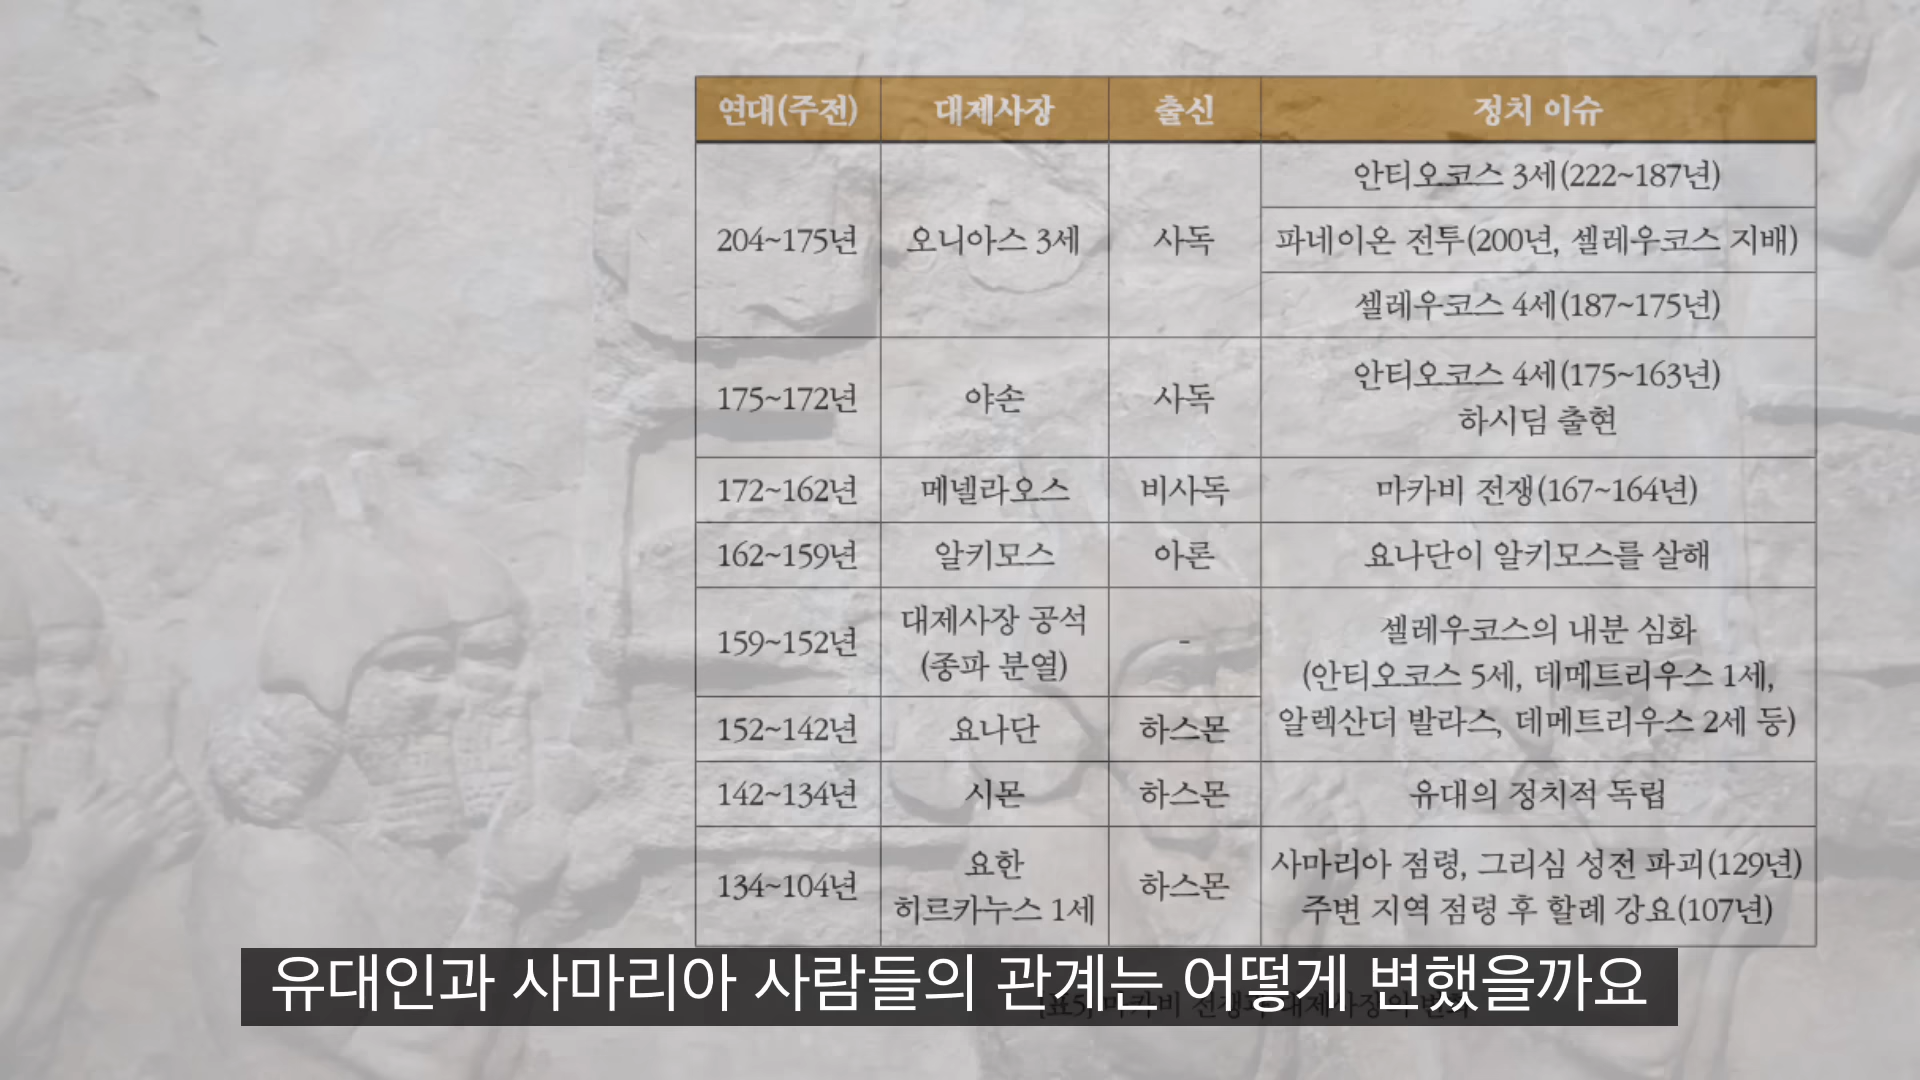 연대(주전) 대제사장 출신 정치 이슈
204~175년 오니아스 3세 사독 안티오코스 3세(222~187년)
파네이온 전투(200년, 셀레우코스 지배)
셀레우코스 4세(187~175년)
175~172년 야손 사독 안티오코스 4세(175~163년)
하시딤 출현
172~162년 메넬라오스 비사독 마카비 전쟁(167~164년)
162~159년 알키모스 아론 요나단이 알키모스를 살해
159~152년 대제사장 공석
(종파 분열)
-
셀레우코스의 내분 심화
(안티오코스 5세, 데메트리우스 1세,
알렉산더 발라스, 데메트리우스 2세 등)
152~142년 요나단 하스몬
142~134년 시몬 하스몬 유대의 정치적 독립
134~104년 요한
히르카누스 1세
하스몬
사마리아 점령, 그리심 성전 파괴(129년)
주변 지역 점령 후 할례 강요(107년)
[표5] 마카비 전쟁과 대제사장의 변화
유대인과 사마리아 사람들의 관계는 어떻게 변했을까요